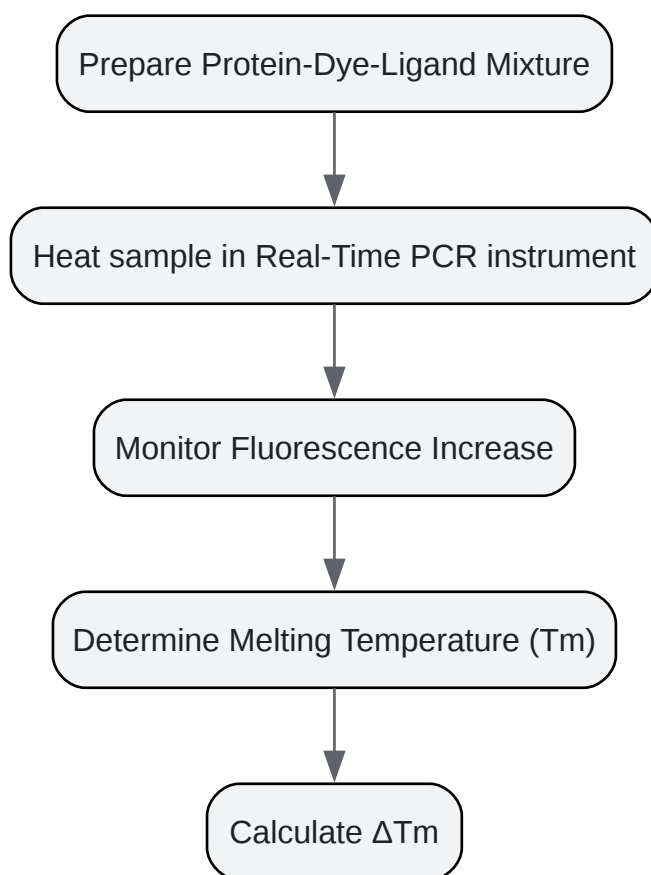 Prepare Protein-Dye-Ligand Mixture
Heat sample in Real-Time PCR instrument
Monitor Fluorescence Increase
Determine Melting Temperature (Tm)
Calculate ΔTm